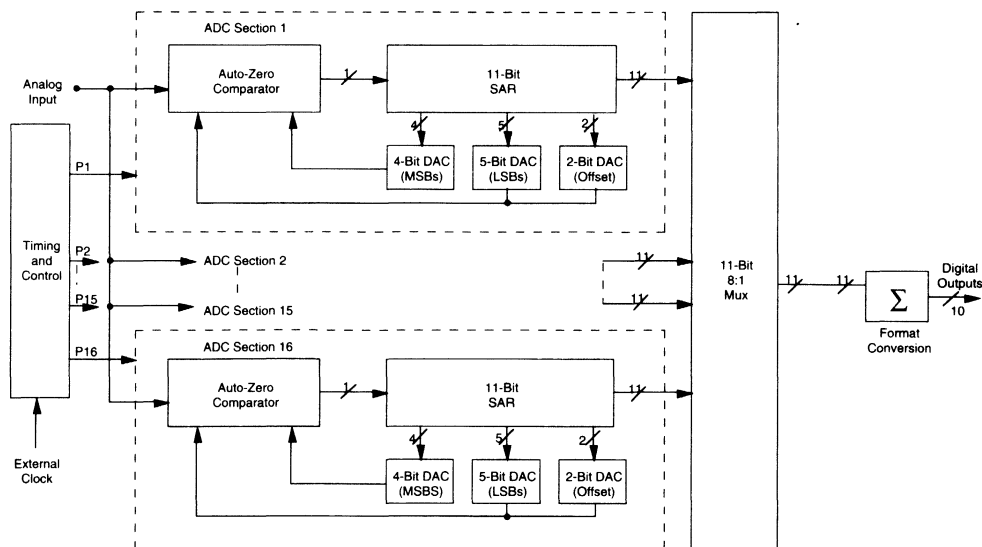 ADC Section 1
Analog
Input
Auto-Zero
Comparator
1
11-Bit
SAR
11
4
5
2
4-Bit DAC
(MSBs)
5-Bit DAC
(LSBs)
2-Bit DAC
(Offset)
Timing
and
Control
P1
P2
P15
P16
ADC Section 2
ADC Section 15
11
11
11-Bit
8:1
Mux
11
11
Σ
Digital
Outputs
10
Format
Conversion
ADC Section 16
Auto-Zero
Comparator
1
11-Bit
SAR
11
4
5
2
4-Bit DAC
(MSBS)
5-Bit DAC
(LSBs)
2-Bit DAC
(Offset)
External
Clock